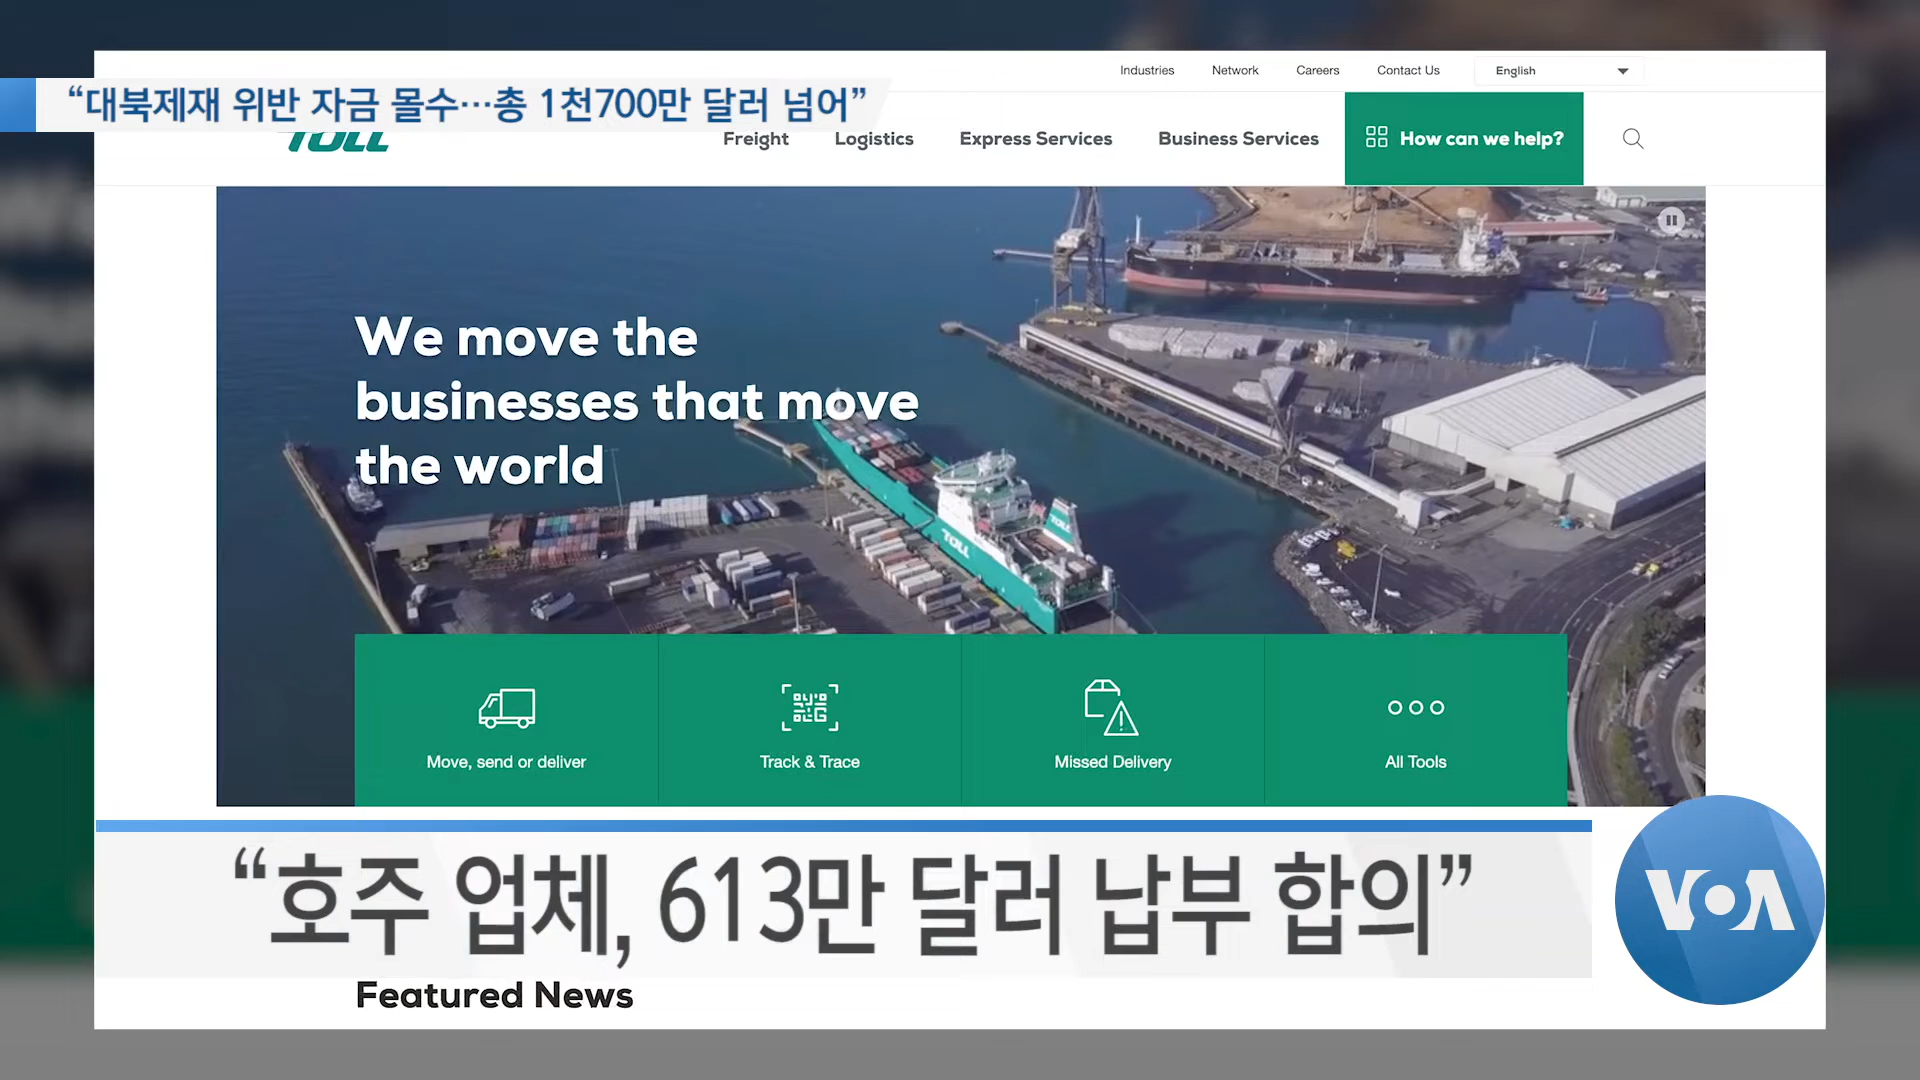 Industries Network Careers Contact Us English
“대북제재 위반 자금 몰수…총 1천700만 달러 넘어”
TOLL Freight Logistics Express Services Business Services How can we help?
We move the
businesses that move
the world
TOLL
TOLL
Move, send or deliver Track & Trace Missed Delivery All Tools
“호주 업체, 613만 달러 납부 합의”
VOA
Featured News